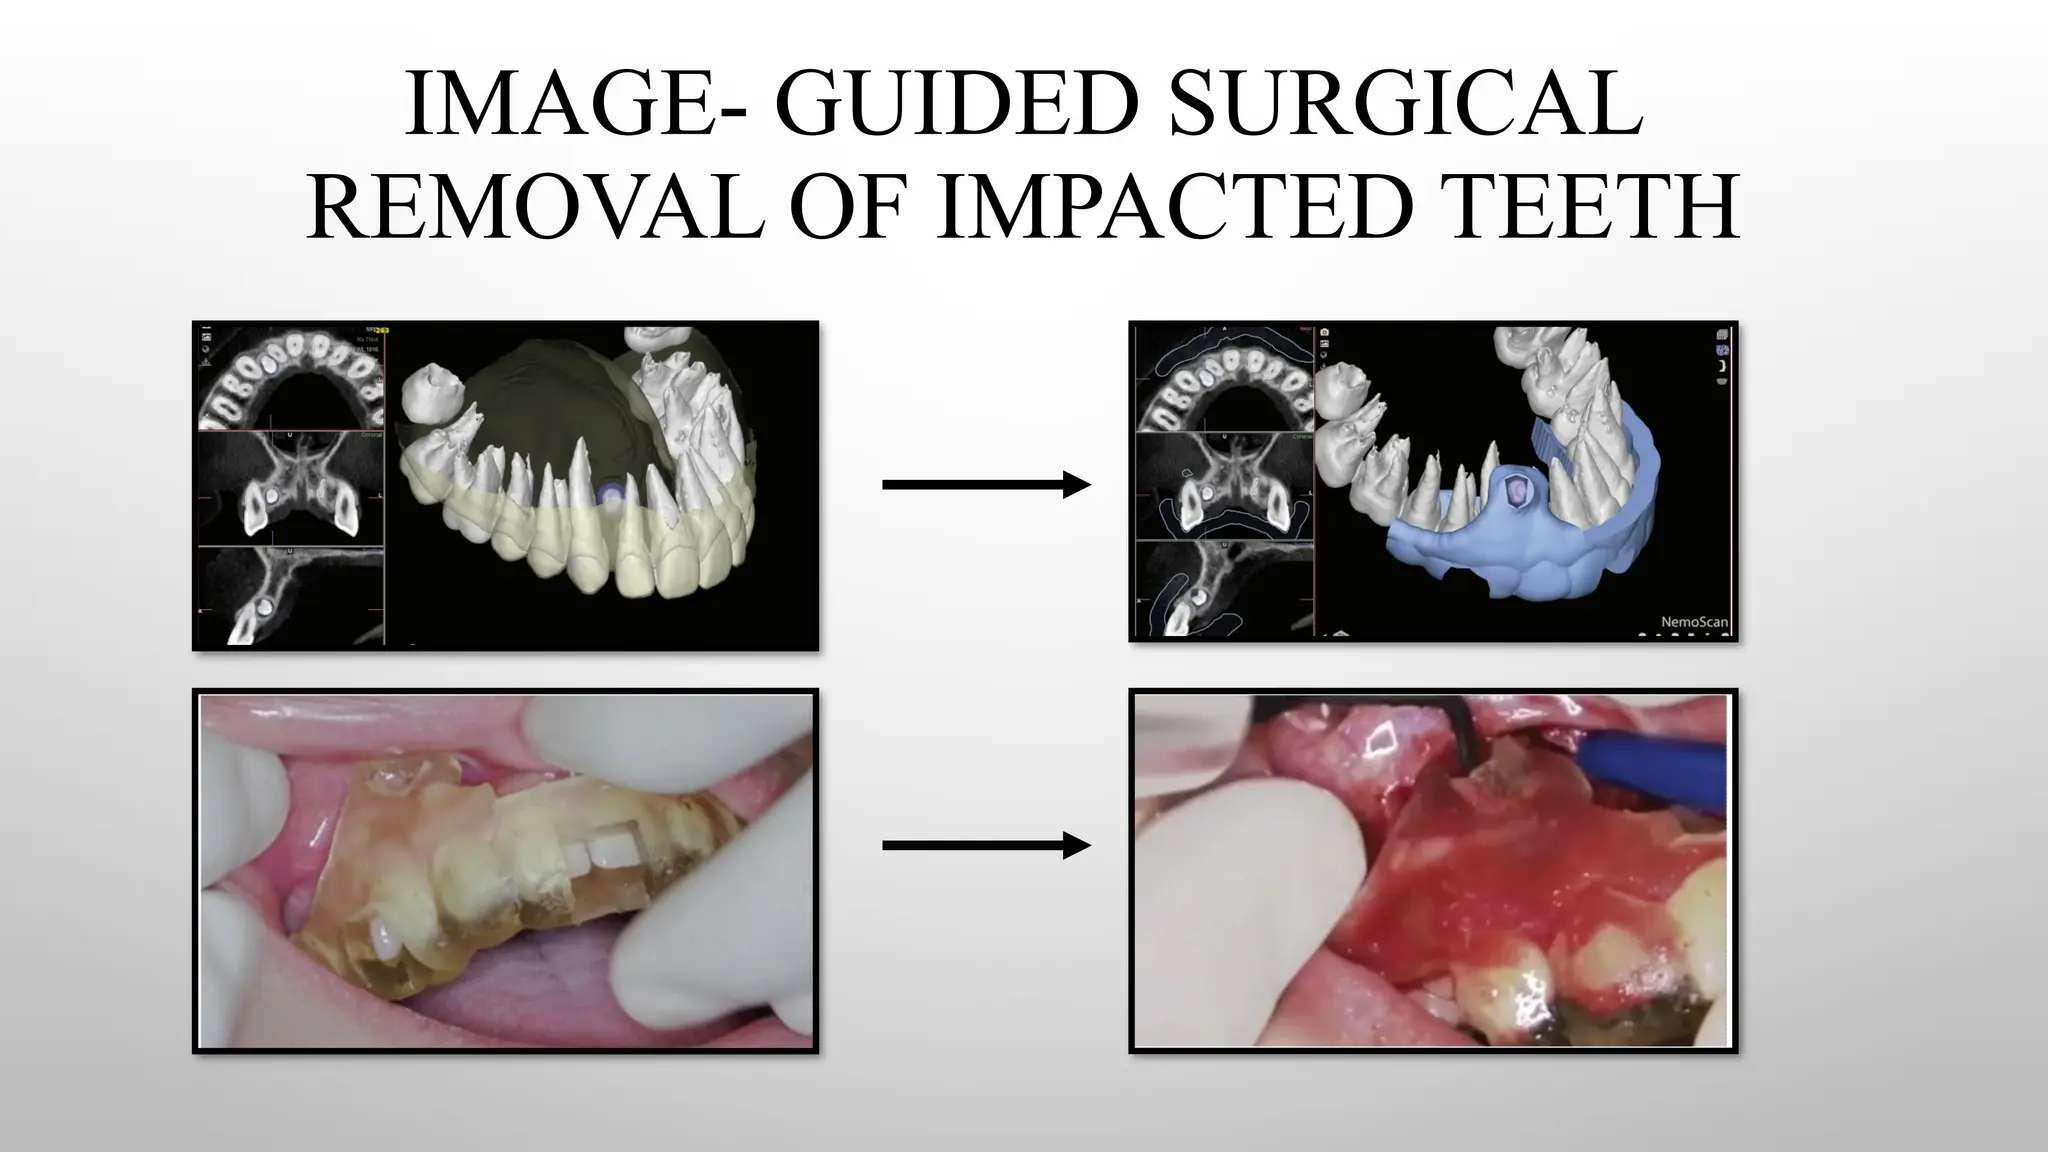 IMAGE- GUIDED SURGICAL
REMOVAL OF IMPACTED TEETH
NemoScan